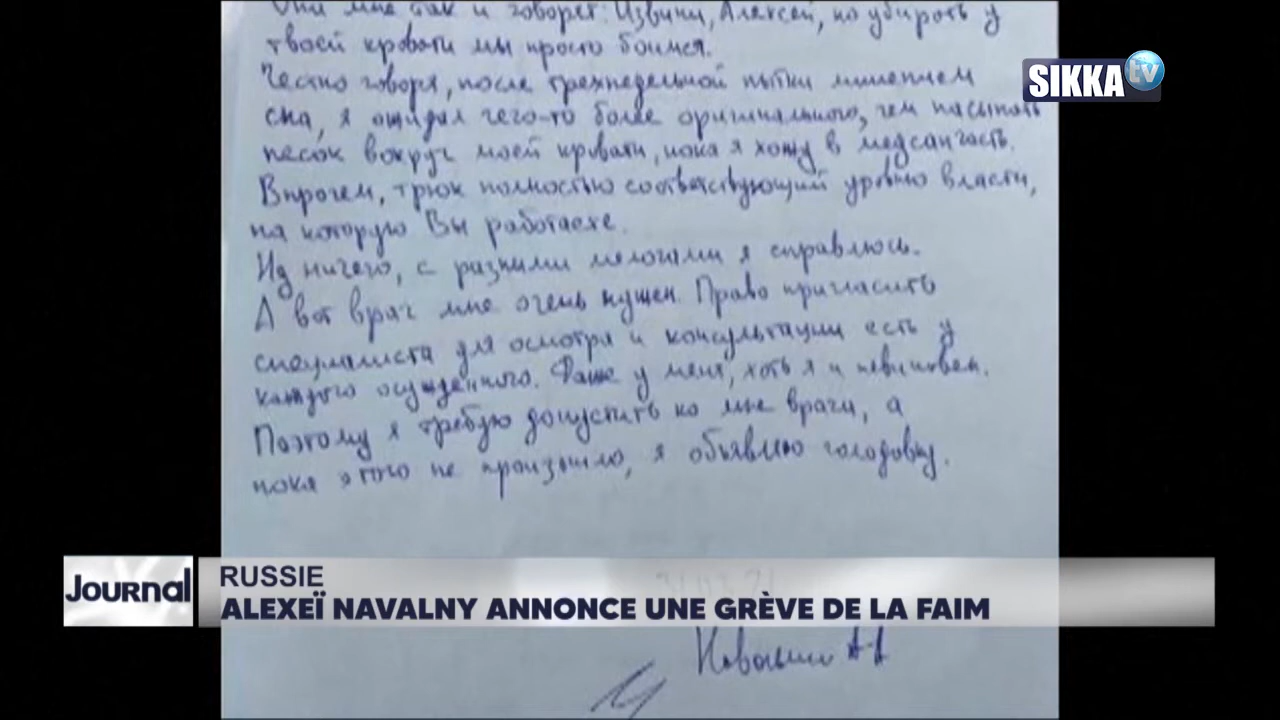 Они мне так и говорят: Извини, Алексей, но убирать у
твоей кровати мы просто боимся.
Честно говоря, после трехнедельной пытки лишением
сна, я ожидал чего-то более оригинального, чем насыпать
песок вокруг моей кровати, пока я хожу в медсанчасть.
Впрочем, трюк полностью соответствующий уровню власти,
на которую Вы работаете.
Ну ничего, с разными мелочами я справлюсь.
А вот врач мне очень нужен. Право пригласить
специалиста для осмотра и консультации есть у
каждого осужденного. Даже у меня, хоть я и невиновен.
Поэтому я требую допустить ко мне врача, а
пока этого не произошло, я объявляю голодовку.
SIKKA tv
Journal
RUSSIE
ALEXEÏ NAVALNY ANNONCE UNE GRÈVE DE LA FAIM
Навальный А.А